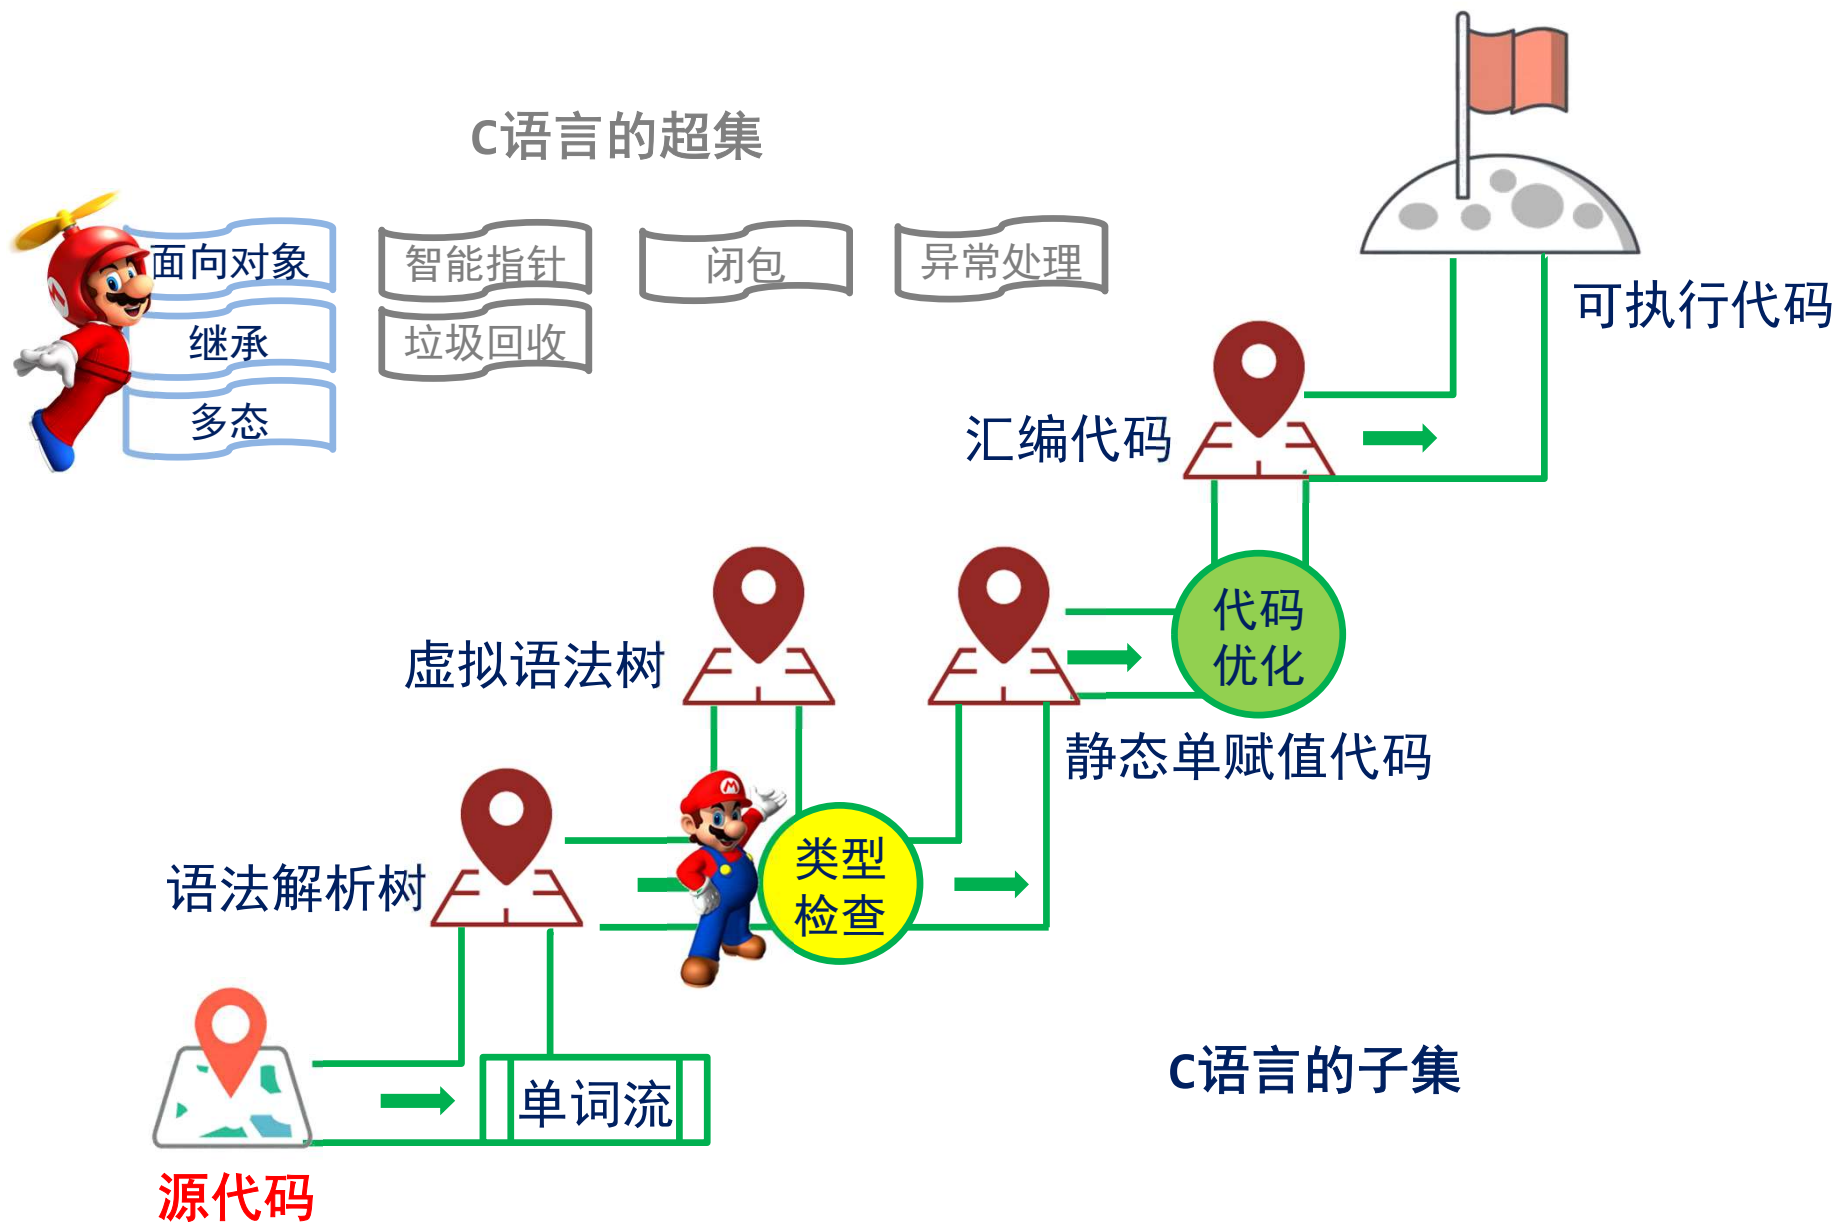 C语言的超集
面向对象
智能指针
闭包
异常处理
继承
垃圾回收
多态
可执行代码
汇编代码
代码
优化
虚拟语法树
静态单赋值代码
类型
检查
语法解析树
单词流
C语言的子集
源代码